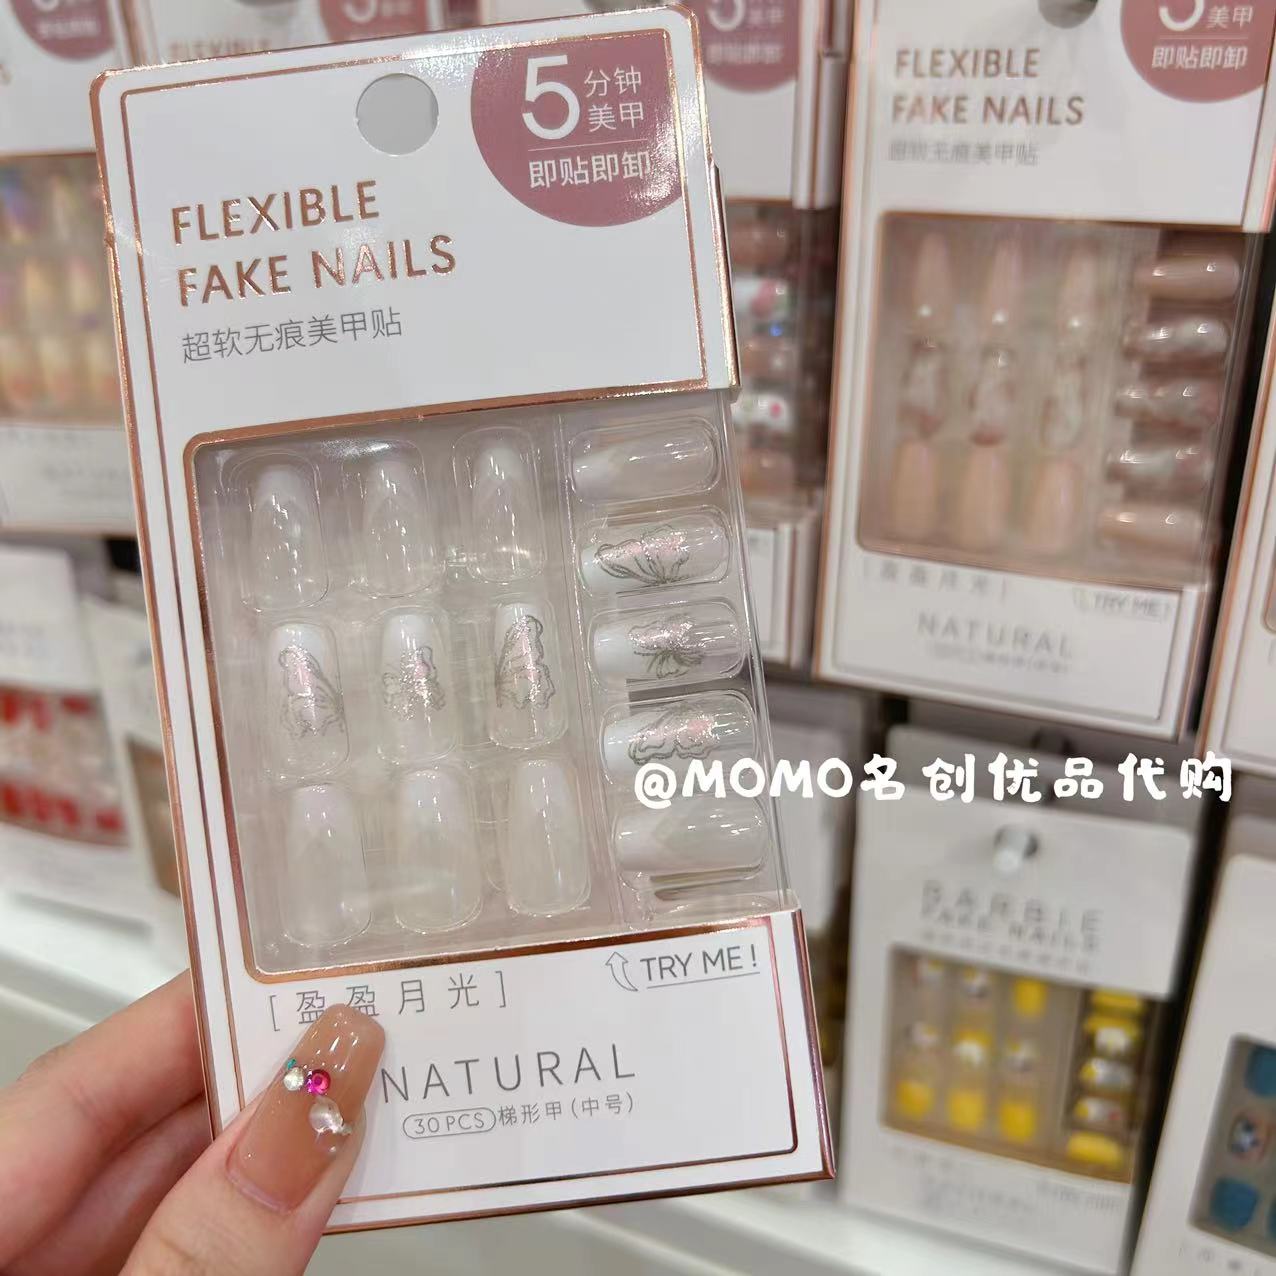 5分钟
美甲
即贴即卸
FLEXIBLE
FAKE NAILS
超软无痕美甲贴
TRY ME!
[盈盈月光]
NATURAL
30 PCS 梯形甲(中号)
@MOMO名创优品代购
5美甲
即贴即卸
FLEXIBLE
FAKE NAILS
超软无痕美甲贴
[盈盈月光]
TRY ME!
NATURAL
BARBIE
FAKE NAILS